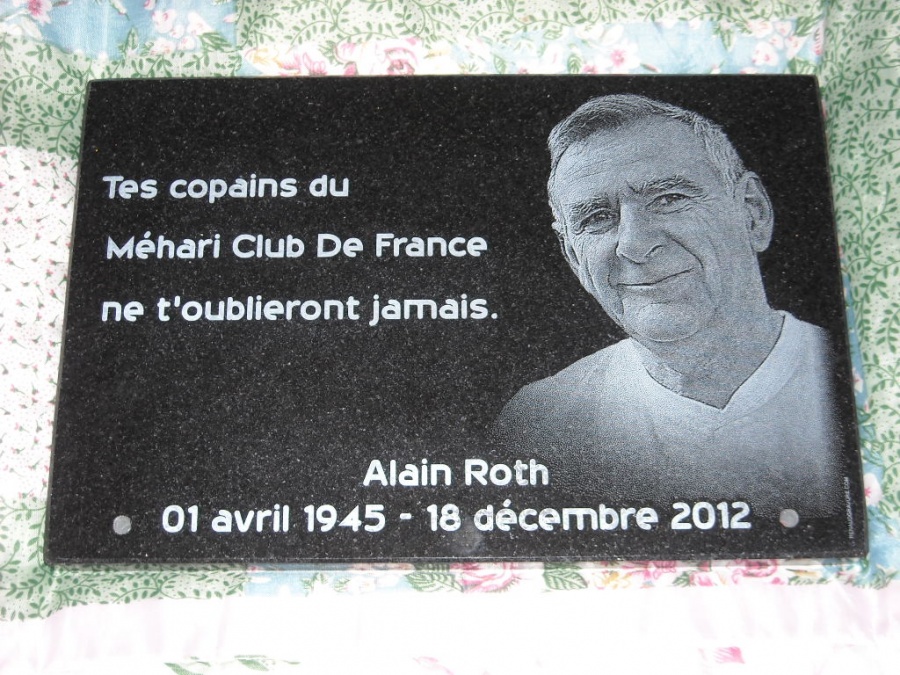 Tes copains du
Méhari Club De France
ne t'oublieront jamais.
Alain Roth
01 avril 1945 - 18 décembre 2012